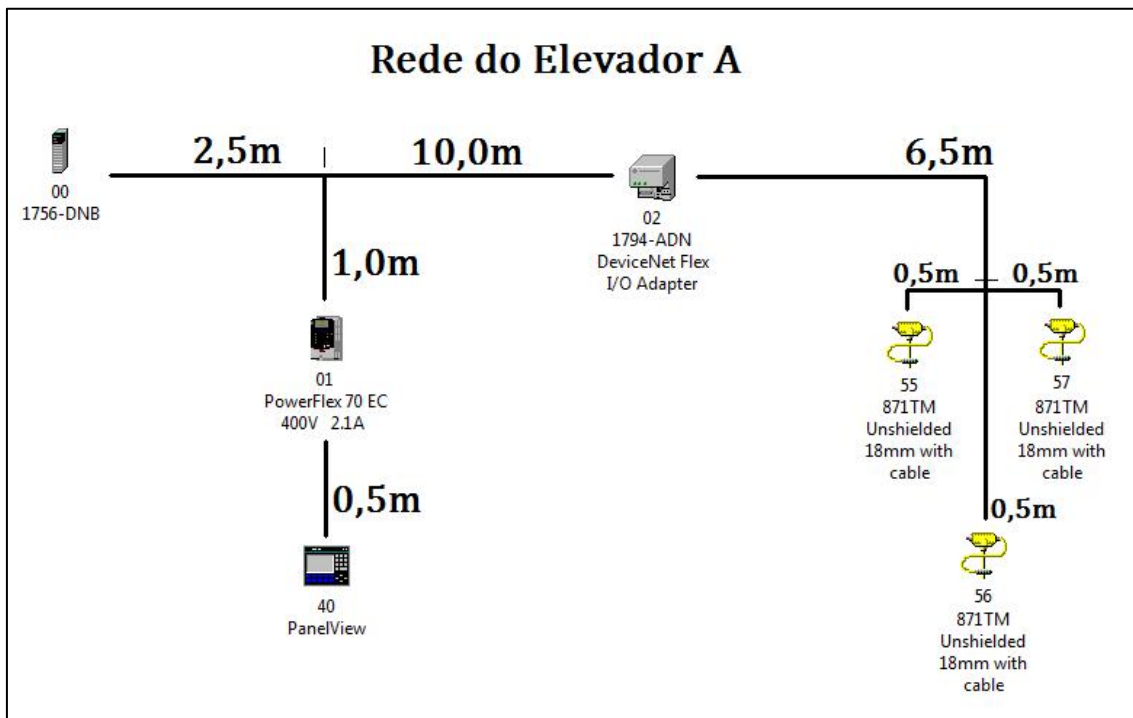 Rede do Elevador A
2,5m
10,0m
6,5m
00
1756-DNB
02
1794-ADN
DeviceNet Flex
I/O Adapter
1,0m
0,5m
0,5m
01
PowerFlex 70 EC
400V 2.1A
55
871TM
Unshielded
18mm with
cable
57
871TM
Unshielded
18mm with
cable
0,5m
40
PanelView
0,5m
56
871TM
Unshielded
18mm with
cable